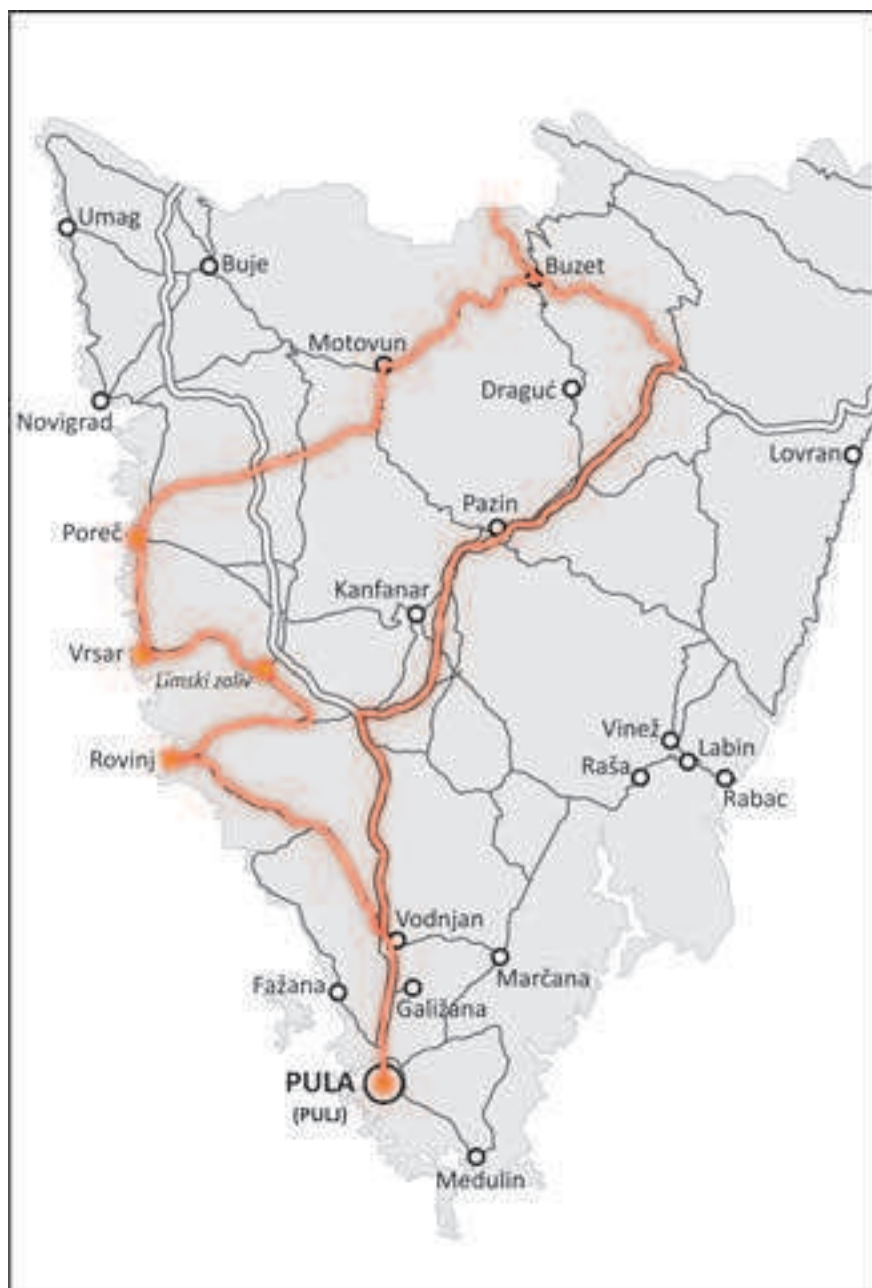 Umag
Buje
Buzet
Motovun
Draguć
Novigrad
Lovran
Pazin
Poreč
Kanfanar
Vrsar
Limski zaliv
Vinež
Rovinj
Labin
Raša
Rabac
Vodnjan
Marčana
Fažana
Galižana
PULA
(PULJ)
Medulin